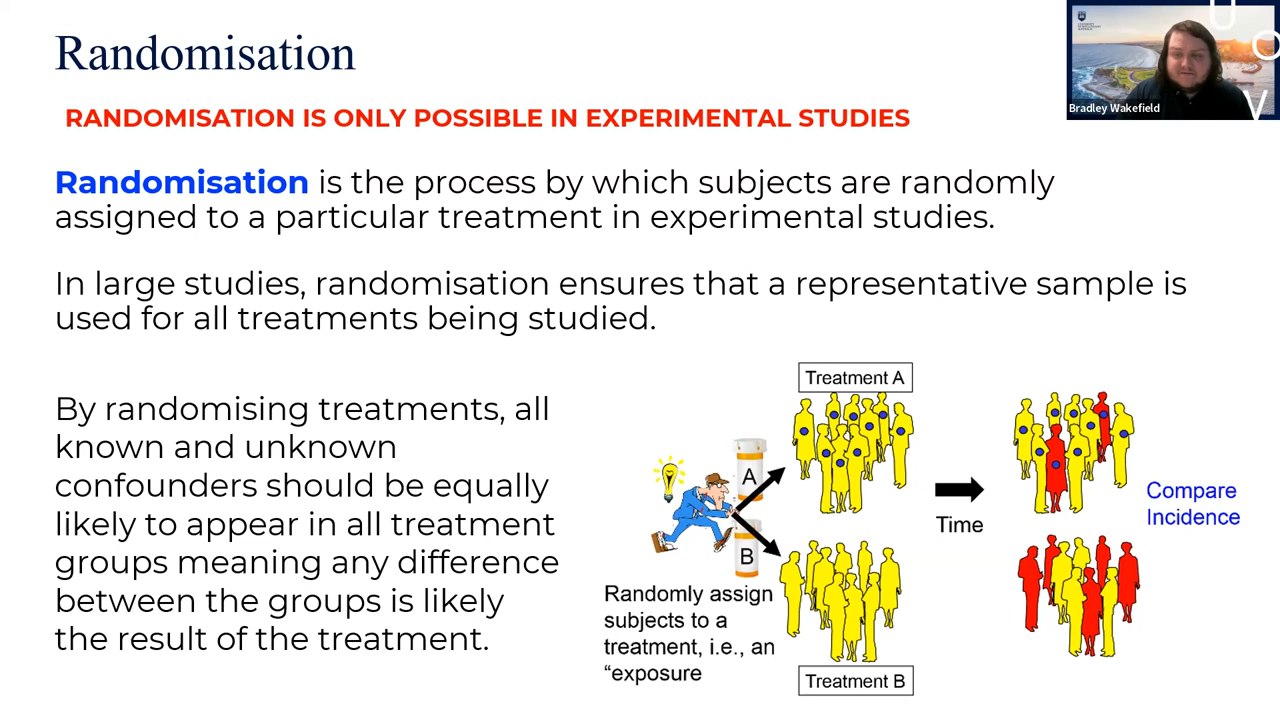 Randomisation
RANDOMISATION IS ONLY POSSIBLE IN EXPERIMENTAL STUDIES
Randomisation is the process by which subjects are randomly
assigned to a particular treatment in experimental studies.
In large studies, randomisation ensures that a representative sample is
used for all treatments being studied.
By randomising treatments, all
known and unknown
confounders should be equally
likely to appear in all treatment
groups meaning any difference
between the groups is likely
the result of the treatment.
Treatment A
A
B
Randomly assign
subjects to a
treatment, i.e., an
“exposure
Treatment B
Time
Compare
Incidence
U
O
W
Bradley Wakefield